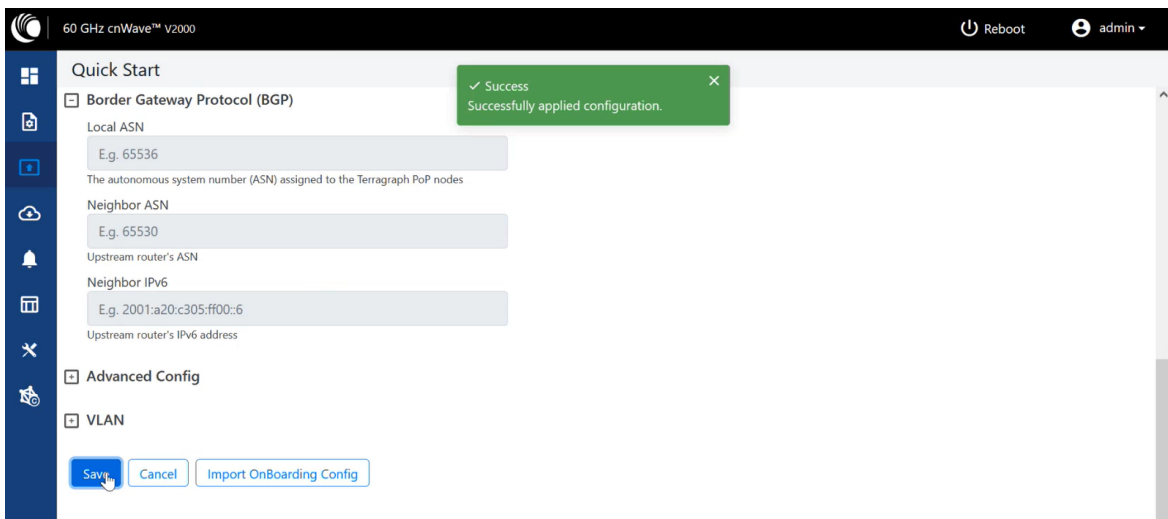 60 GHz cnWave™ V2000
Reboot
admin
Quick Start
✓ Success
Successfully applied configuration.
Border Gateway Protocol (BGP)
Local ASN
E.g. 65536
The autonomous system number (ASN) assigned to the Terragraph PoP nodes
Neighbor ASN
E.g. 65530
Upstream router's ASN
Neighbor IPv6
E.g. 2001:a20:c305:ff00::6
Upstream router's IPv6 address
Advanced Config
VLAN
Save
Cancel
Import OnBoarding Config